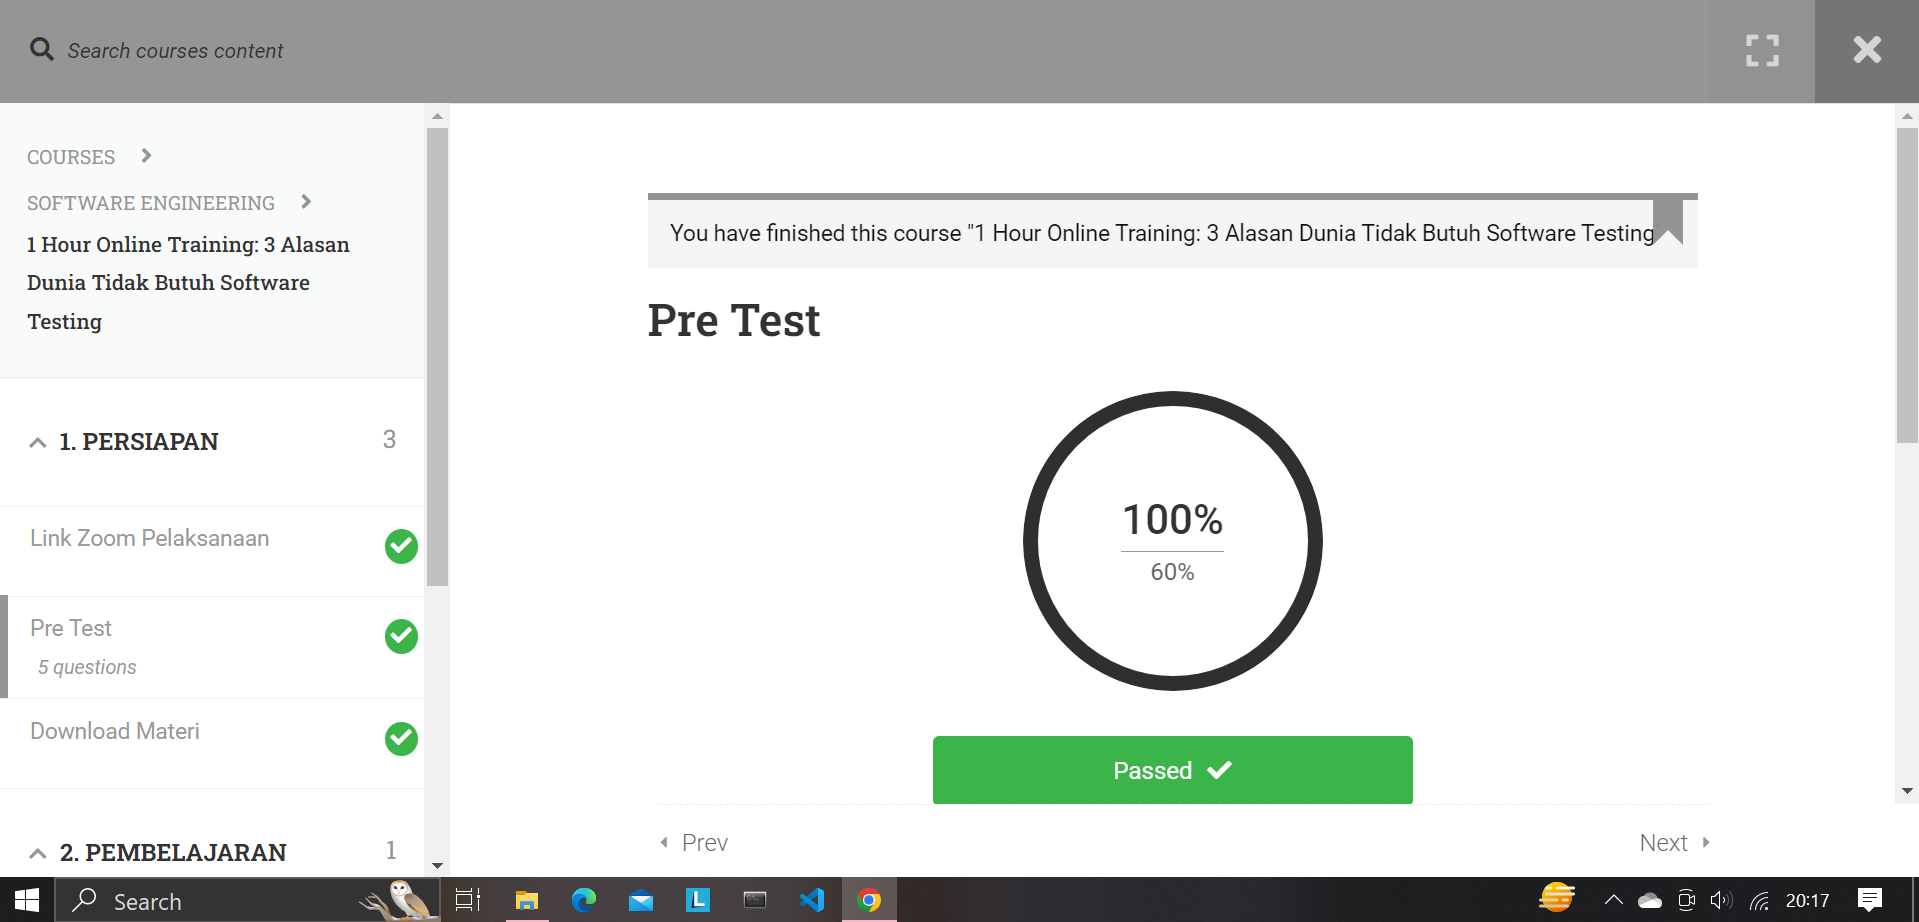 Search courses content
COURSES
SOFTWARE ENGINEERING
1 Hour Online Training: 3 Alasan
Dunia Tidak Butuh Software
Testing
1. PERSIAPAN 3
Link Zoom Pelaksanaan
Pre Test
5 questions
Download Materi
2. PEMBELAJARAN 1
You have finished this course "1 Hour Online Training: 3 Alasan Dunia Tidak Butuh Software Testing
Pre Test
100%
60%
Passed
Prev
Next
Search
L
20:17